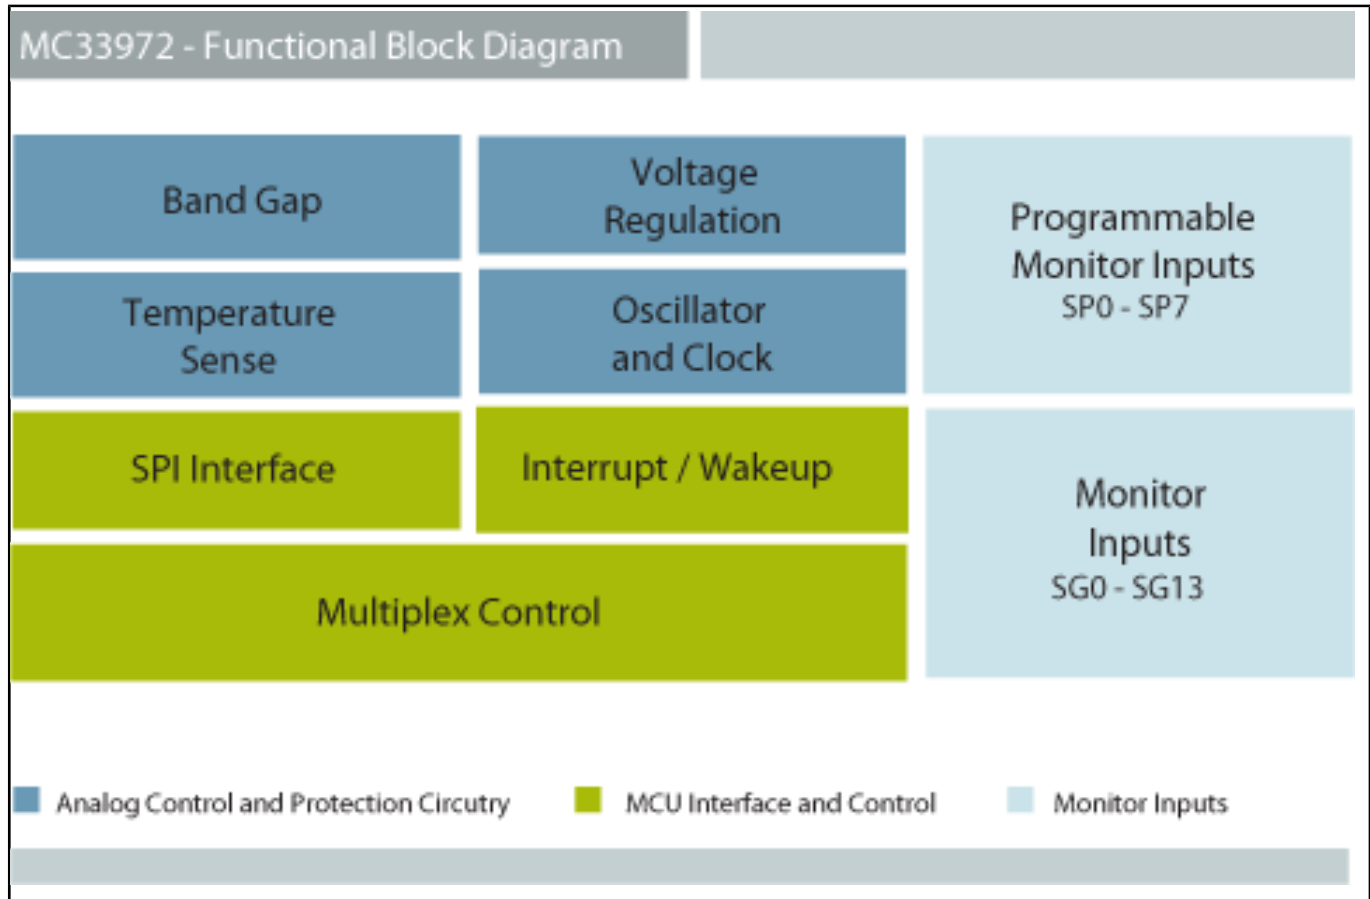 MC33972 - Functional Block Diagram
Band Gap
Voltage
Regulation
Programmable
Monitor Inputs
SP0 - SP7
Temperature
Sense
Oscillator
and Clock
SPI Interface
Interrupt / Wakeup
Monitor
Inputs
SG0 - SG13
Multiplex Control
Analog Control and Protection Circutry
MCU Interface and Control
Monitor Inputs